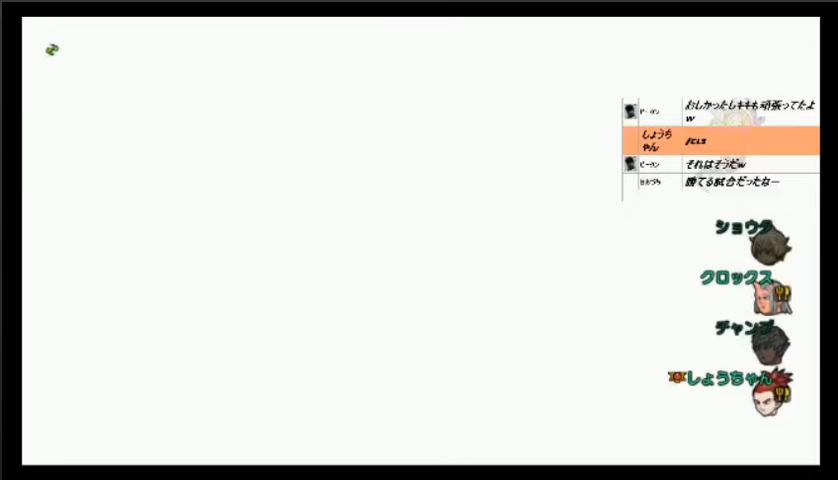 おしかったしキキも頑張ってたよ
w
しょうち
ゃん
/cls
ピータン
それはそうだw
勝てる試合だったなー
ショウタ
クロックス
チャンプ
しょうちゃん